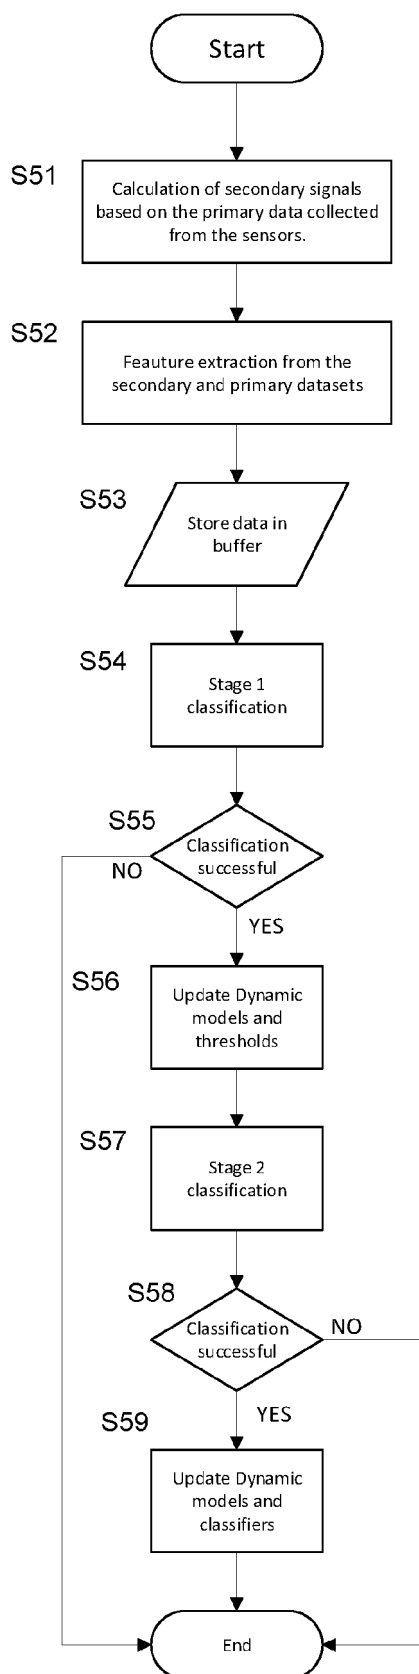 Start
S51
Calculation of secondary signals
based on the primary data collected
from the sensors.
S52
Feauture extraction from the
secondary and primary datasets
S53
Store data in
buffer
S54
Stage 1
classification
S55
Classification
successful
NO
YES
S56
Update Dynamic
models and
thresholds
S57
Stage 2
classification
S58
Classification
successful
NO
YES
S59
Update Dynamic
models and
classifiers
End